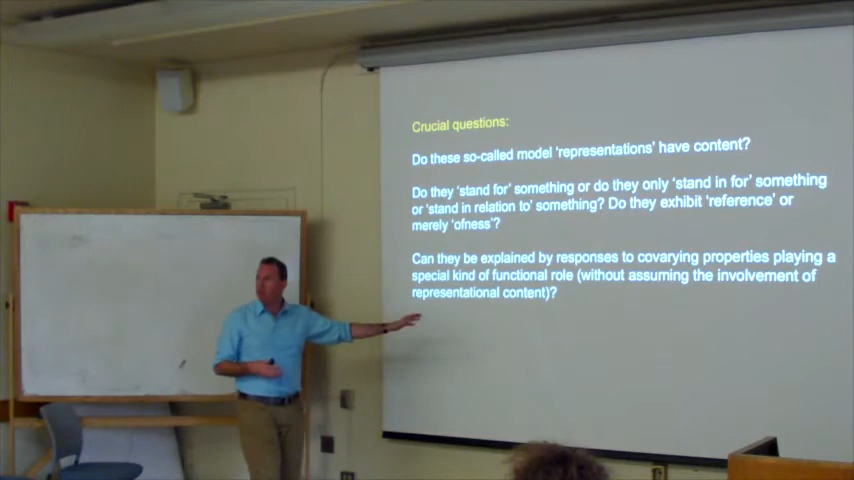 Crucial questions:
Do these so-called model 'representations' have content?
Do they 'stand for' something or do they only 'stand in for' something
or 'stand in relation to' something? Do they exhibit 'reference' or
merely 'ofness'?
Can they be explained by responses to covarying properties playing a
special kind of functional role (without assuming the involvement of
representational content)?